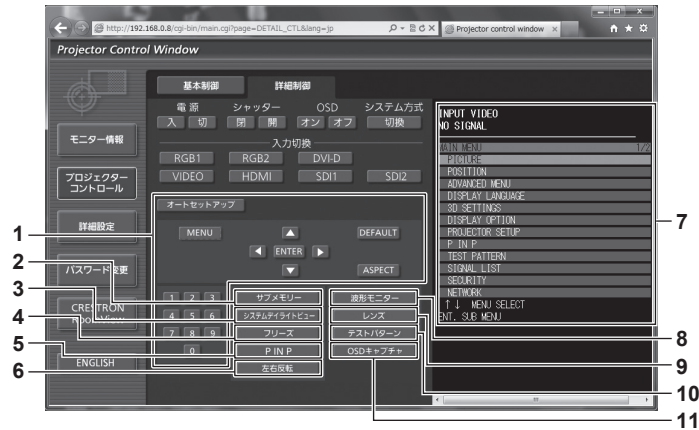 http://192.168.0.8/cgi-bin/main.cgi?page=DETAIL_CTL&lang=jp
Projector control window
Projector Control Window
基本制御 詳細制御
電源 シャッター OSD システム方式
入 切 閉 開 オン オフ 切換
入力切換
RGB1 RGB2 DVI-D
VIDEO HDMI SDI1 SDI2
オートセットアップ
MENU DEFAULT
ENTER
ASPECT
1 2 3 サブメモリー 波形モニター
4 5 6 システムデイライトビュー レンズ
7 8 9 フリーズ テストパターン
0 P IN P OSDキャプチャ
左右反転
モニター情報
プロジェクター
コントロール
詳細設定
パスワード変更
CRESTRON
ENGLISH
INPUT VIDEO
NO SIGNAL
MAIN MENU 1/2
PICTURE
POSITION
ADVANCED MENU
DISPLAY LANGUAGE
3D SETTINGS
DISPLAY OPTION
PROJECTOR SETUP
P IN P
TEST PATTERN
SIGNAL LIST
SECURITY
NETWORK
↑↓ MENU SELECT
ENT. SUB MENU
1
2
3
4
5
6
7
8
9
10
11